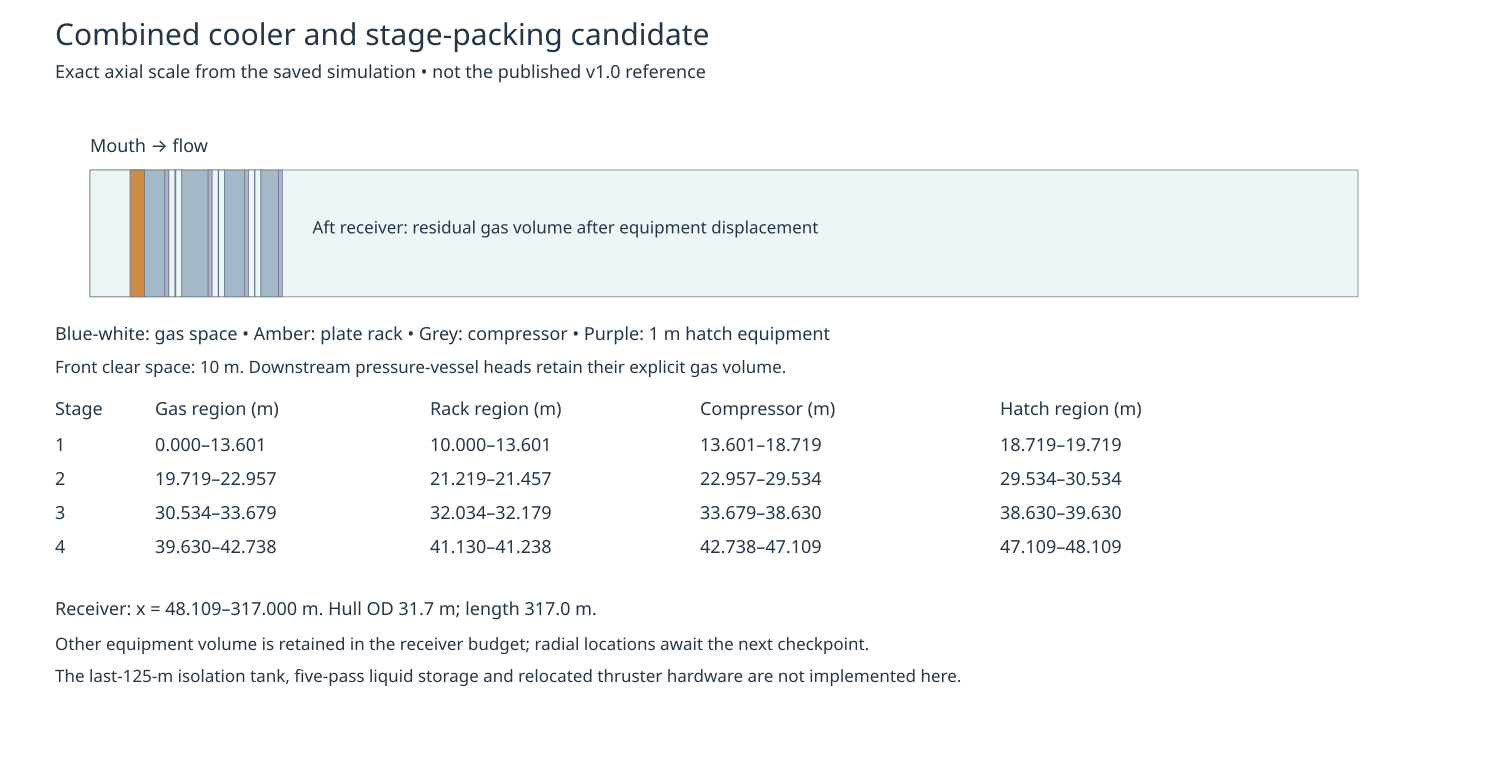 Combined cooler and stage-packing candidate
Exact axial scale from the saved simulation • not the published v1.0 reference
Mouth → flow
Aft receiver: residual gas volume after equipment displacement
Blue-white: gas space • Amber: plate rack • Grey: compressor • Purple: 1 m hatch equipment
Front clear space: 10 m. Downstream pressure-vessel heads retain their explicit gas volume.
Stage Gas region (m) Rack region (m) Compressor (m) Hatch region (m)
1 0.000–13.601 10.000–13.601 13.601–18.719 18.719–19.719
2 19.719–22.957 21.219–21.457 22.957–29.534 29.534–30.534
3 30.534–33.679 32.034–32.179 33.679–38.630 38.630–39.630
4 39.630–42.738 41.130–41.238 42.738–47.109 47.109–48.109
Receiver: x = 48.109–317.000 m. Hull OD 31.7 m; length 317.0 m.
Other equipment volume is retained in the receiver budget; radial locations await the next checkpoint.
The last-125-m isolation tank, five-pass liquid storage and relocated thruster hardware are not implemented here.